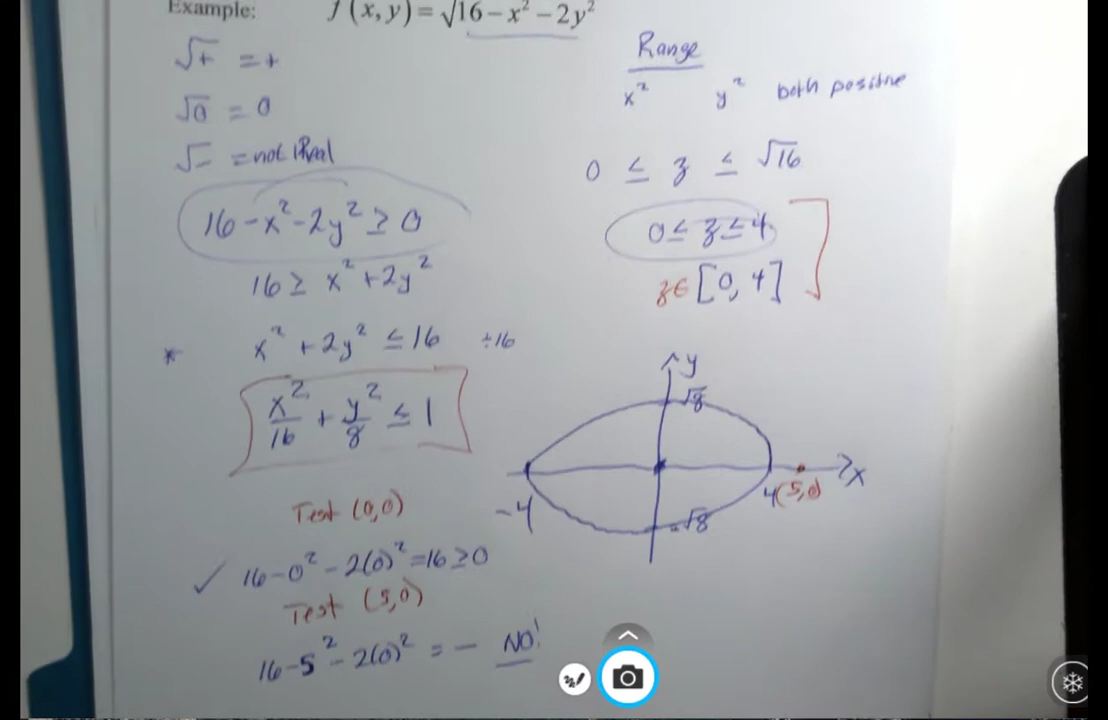 Example: f(x, y) = √16 − x² − 2y²
√+ = +
√0 = 0
√− = not Real
16 − x² − 2y² ≥ 0
16 ≥ x² + 2y²
* x² + 2y² ≤ 16 ÷16
x²/16 + y²/8 ≤ 1
Test (0,0)
✓ 16 − 0² − 2(0)² = 16 ≥ 0
Test (5,0)
16 − 5² − 2(0)² = − NO!
Range
x² y² both positive
0 ≤ z ≤ √16
0 ≤ z ≤ 4
z∈ [0, 4]
y
√8
-4
4 (5,0)
x
-√8